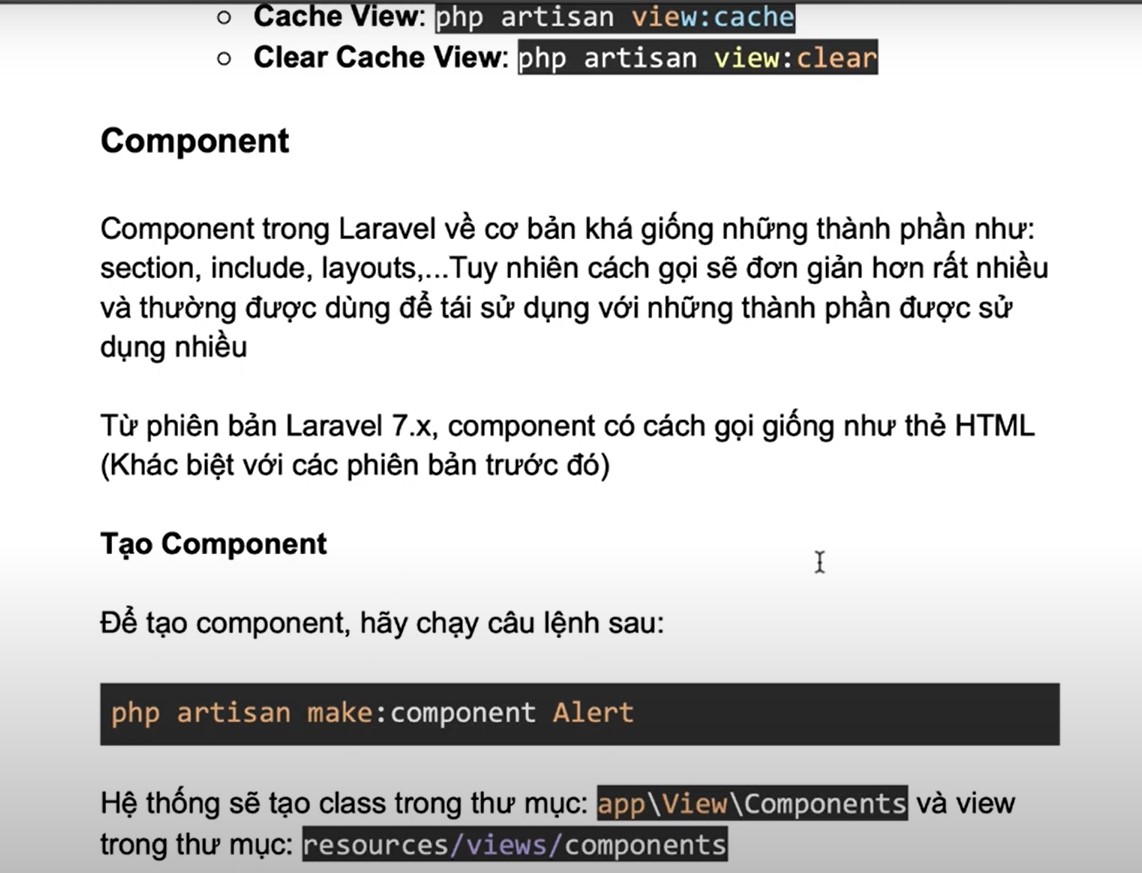 Cache View: php artisan view:cache
Clear Cache View: php artisan view:clear
Component
Component trong Laravel về cơ bản khá giống những thành phần như:
section, include, layouts,...Tuy nhiên cách gọi sẽ đơn giản hơn rất nhiều
và thường được dùng để tái sử dụng với những thành phần được sử
dụng nhiều
Từ phiên bản Laravel 7.x, component có cách gọi giống như thẻ HTML
(Khác biệt với các phiên bản trước đó)
Tạo Component
Để tạo component, hãy chạy câu lệnh sau:
php artisan make:component Alert
Hệ thống sẽ tạo class trong thư mục: app\View\Components và view
trong thư mục: resources/views/components